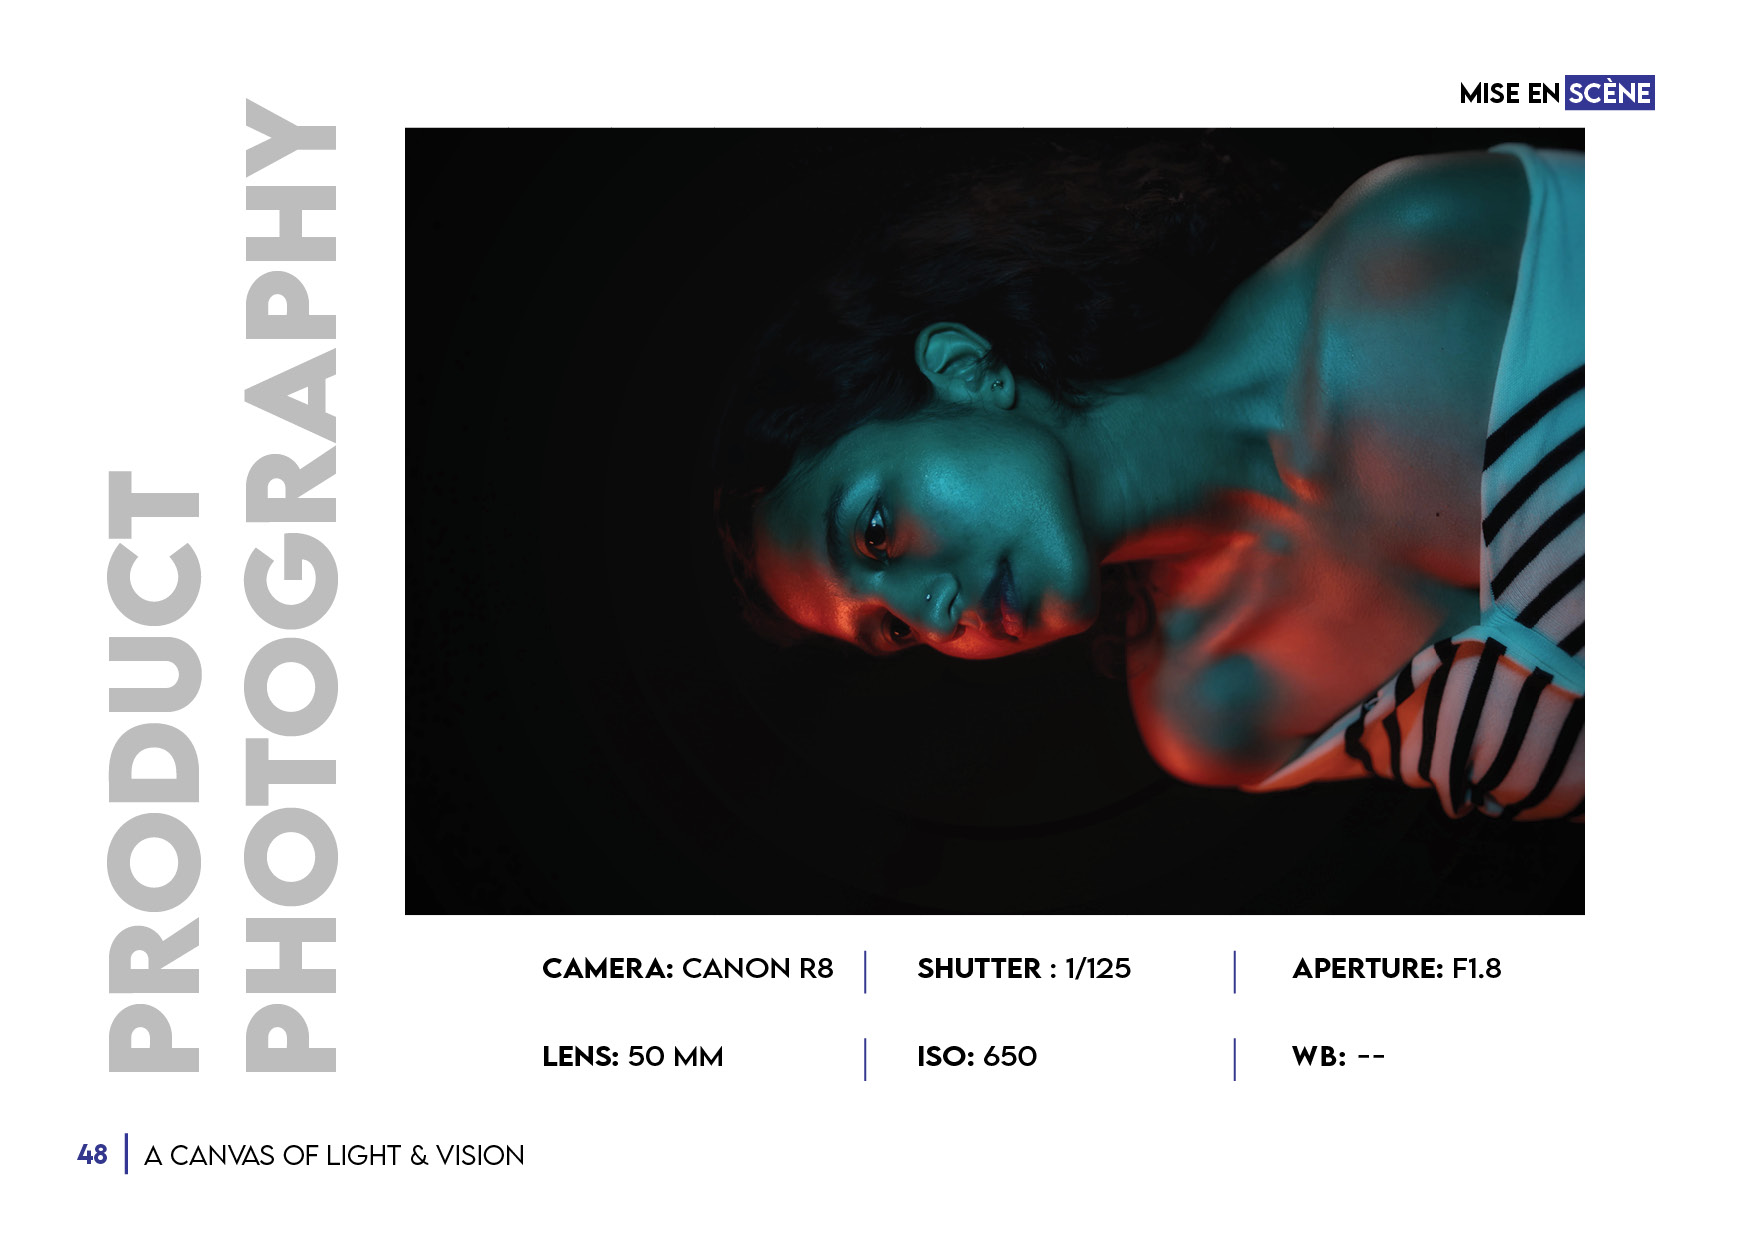 MISE EN SCÈNE
PRODUCT
PHOTOGRAPHY
CAMERA: CANON R8
SHUTTER : 1/125
APERTURE: F1.8
LENS: 50 MM
ISO: 650
WB: --
48
A CANVAS OF LIGHT & VISION